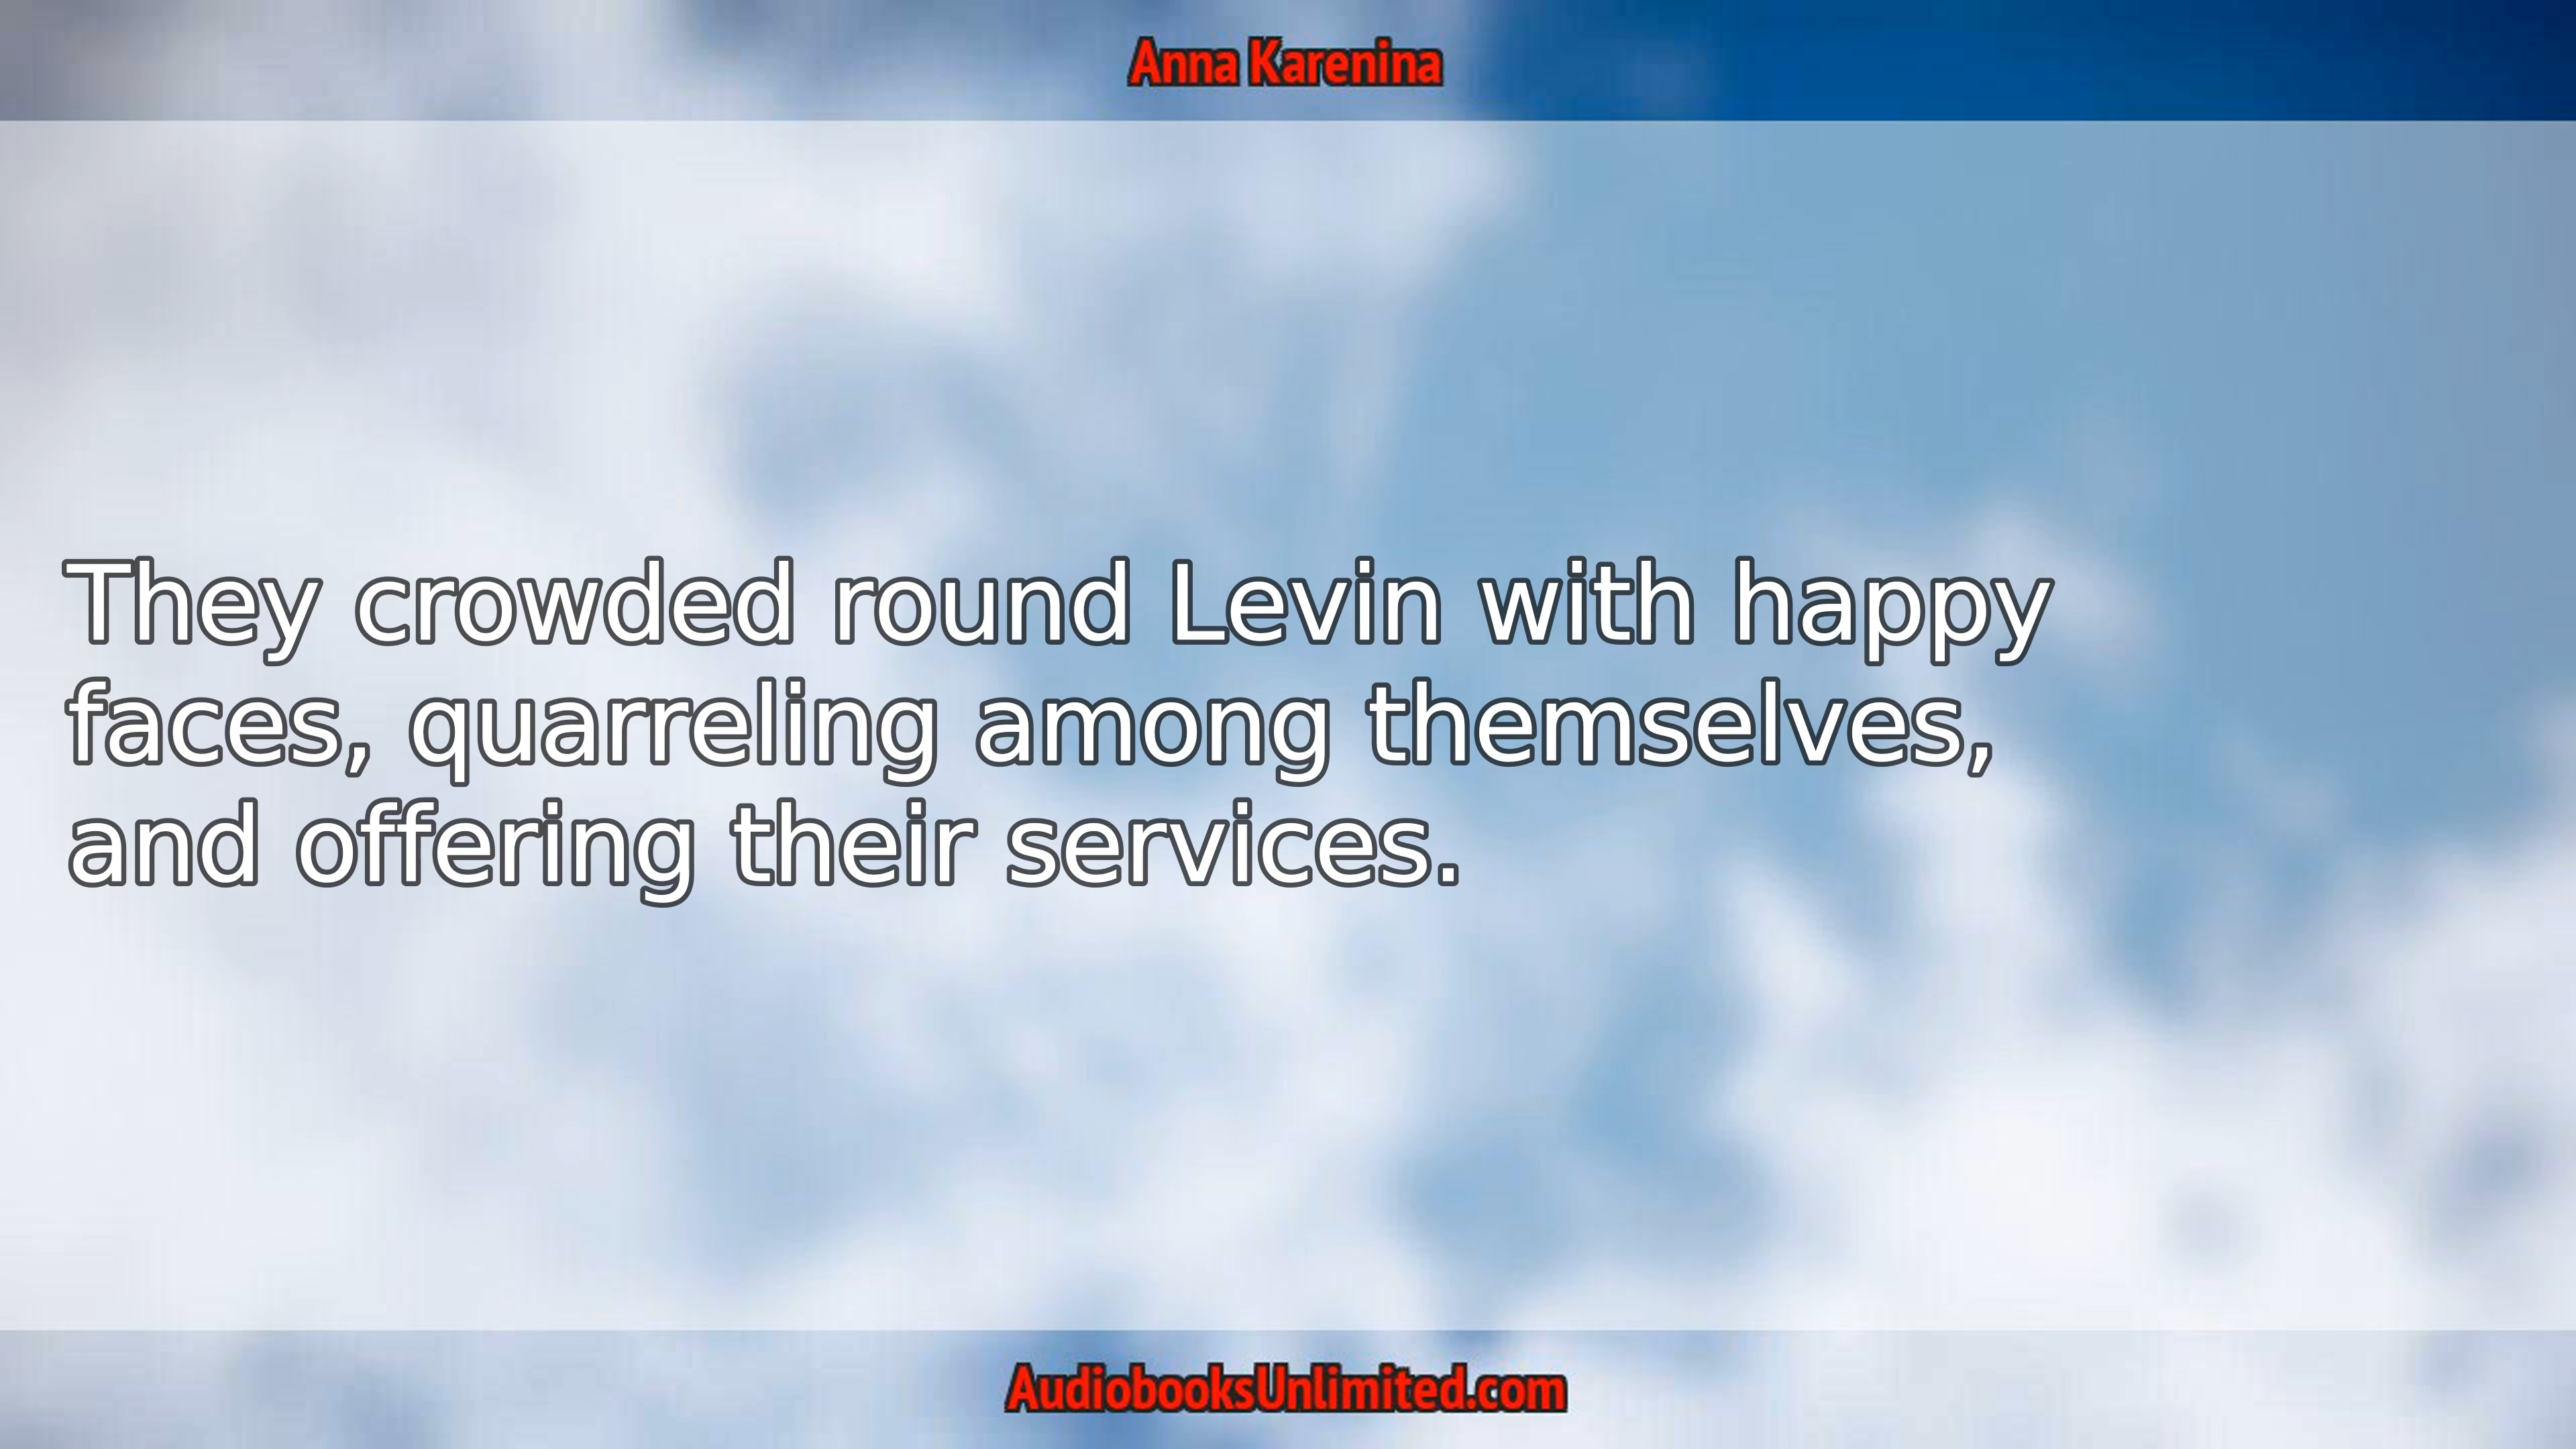 Anna Karenina
They crowded round Levin with happy
faces, quarreling among themselves,
and offering their services.
AudiobooksUnlimited.com